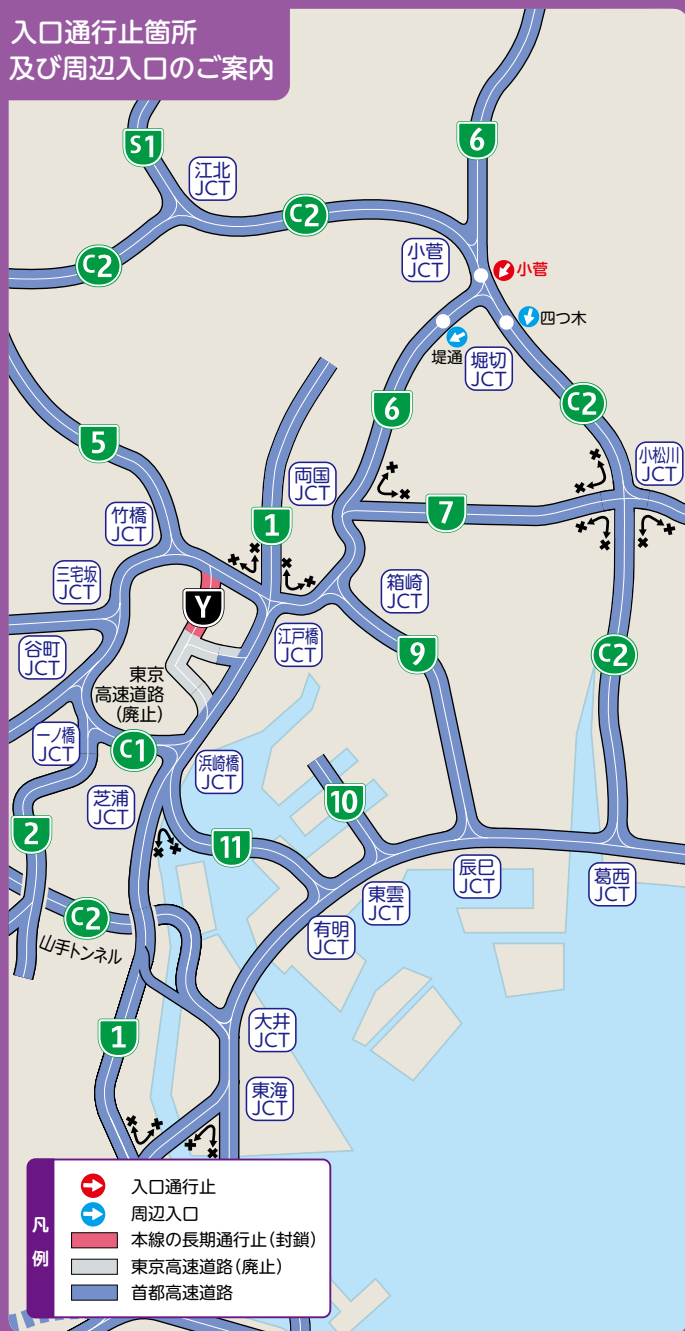 入口通行止箇所
及び周辺入口のご案内
S1
6
江北
JCT
C2
C2
小菅
JCT
小菅
四つ木
堤通
堀切
JCT
6
C2
5
両国
JCT
小松川
JCT
竹橋
JCT
1
7
三宅坂
JCT
箱崎
JCT
Y
江戸橋
JCT
谷町
JCT
9
C2
東京
高速道路
(廃止)
一ノ橋
JCT
C1
浜崎橋
JCT
芝浦
JCT
10
2
11
辰巳
JCT
葛西
JCT
東雲
JCT
C2
有明
JCT
山手トンネル
大井
JCT
1
東海
JCT
凡例
入口通行止
周辺入口
本線の長期通行止(封鎖)
東京高速道路(廃止)
首都高速道路